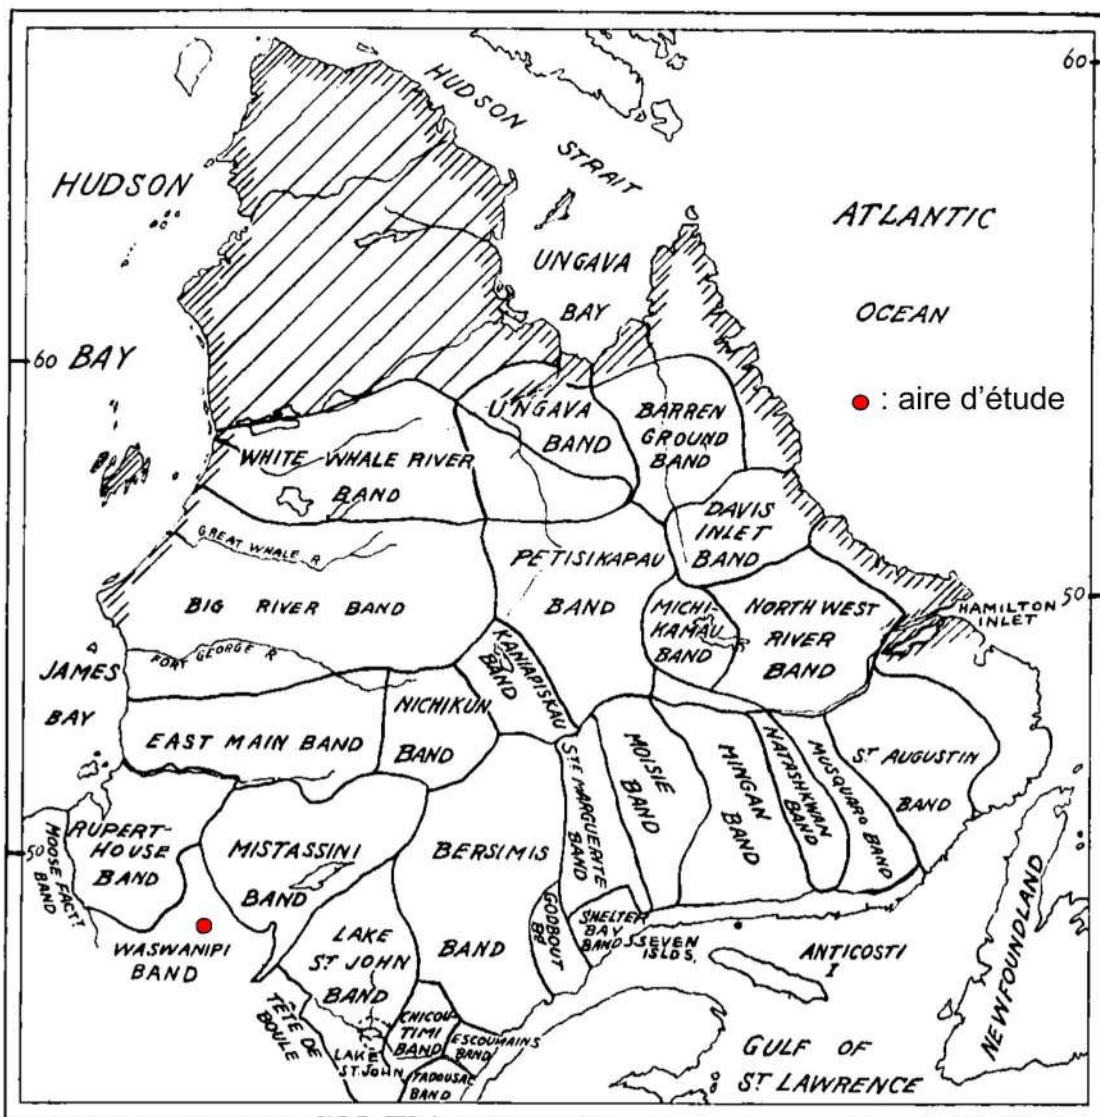 HUDSON
STRAIT
60
HUDSON
BAY
ATLANTIC
OCEAN
UNGAVA
BAY
60
: aire d'étude
UNGAVA
BAND
BARREN
GROUND
BAND
WHITE WHALE RIVER
BAND
DAVIS
INLET
BAND
GREAT WHALE R
PETISIKAPAU
BAND
BIG RIVER BAND
MICHI-
KAMAU
BAND
NORTH WEST
RIVER
BAND
50
HAMILTON
INLET
JAMES
BAY
FORT GEORGE R
KANIAPISKAU
BAND
NICHIKUN
BAND
EAST MAIN BAND
STE MARGUERITE
BAND
MOISIE
BAND
MINGAN
BAND
NATASHKWAN
BAND
MUSQUARO BAND
ST AUGUSTIN
BAND
50
MOOSE FACTY
BAND
RUPERT-
HOUSE
BAND
MISTASSINI
BAND
BERSIMIS
BAND
GODBOUT
BD
SHELTER
BAY
BAND
SEVEN
ISLDS.
ANTICOSTI
I
NEWFOUNDLAND
WASWANIPI
BAND
LAKE
ST JOHN
BAND
TÊTE DE
BOULE
CHICOU-
TIMI
BAND
ESCOUMAINS
BAND
LAKE
ST JOHN
TADOUSAC
BAND
GULF OF
ST LAWRENCE